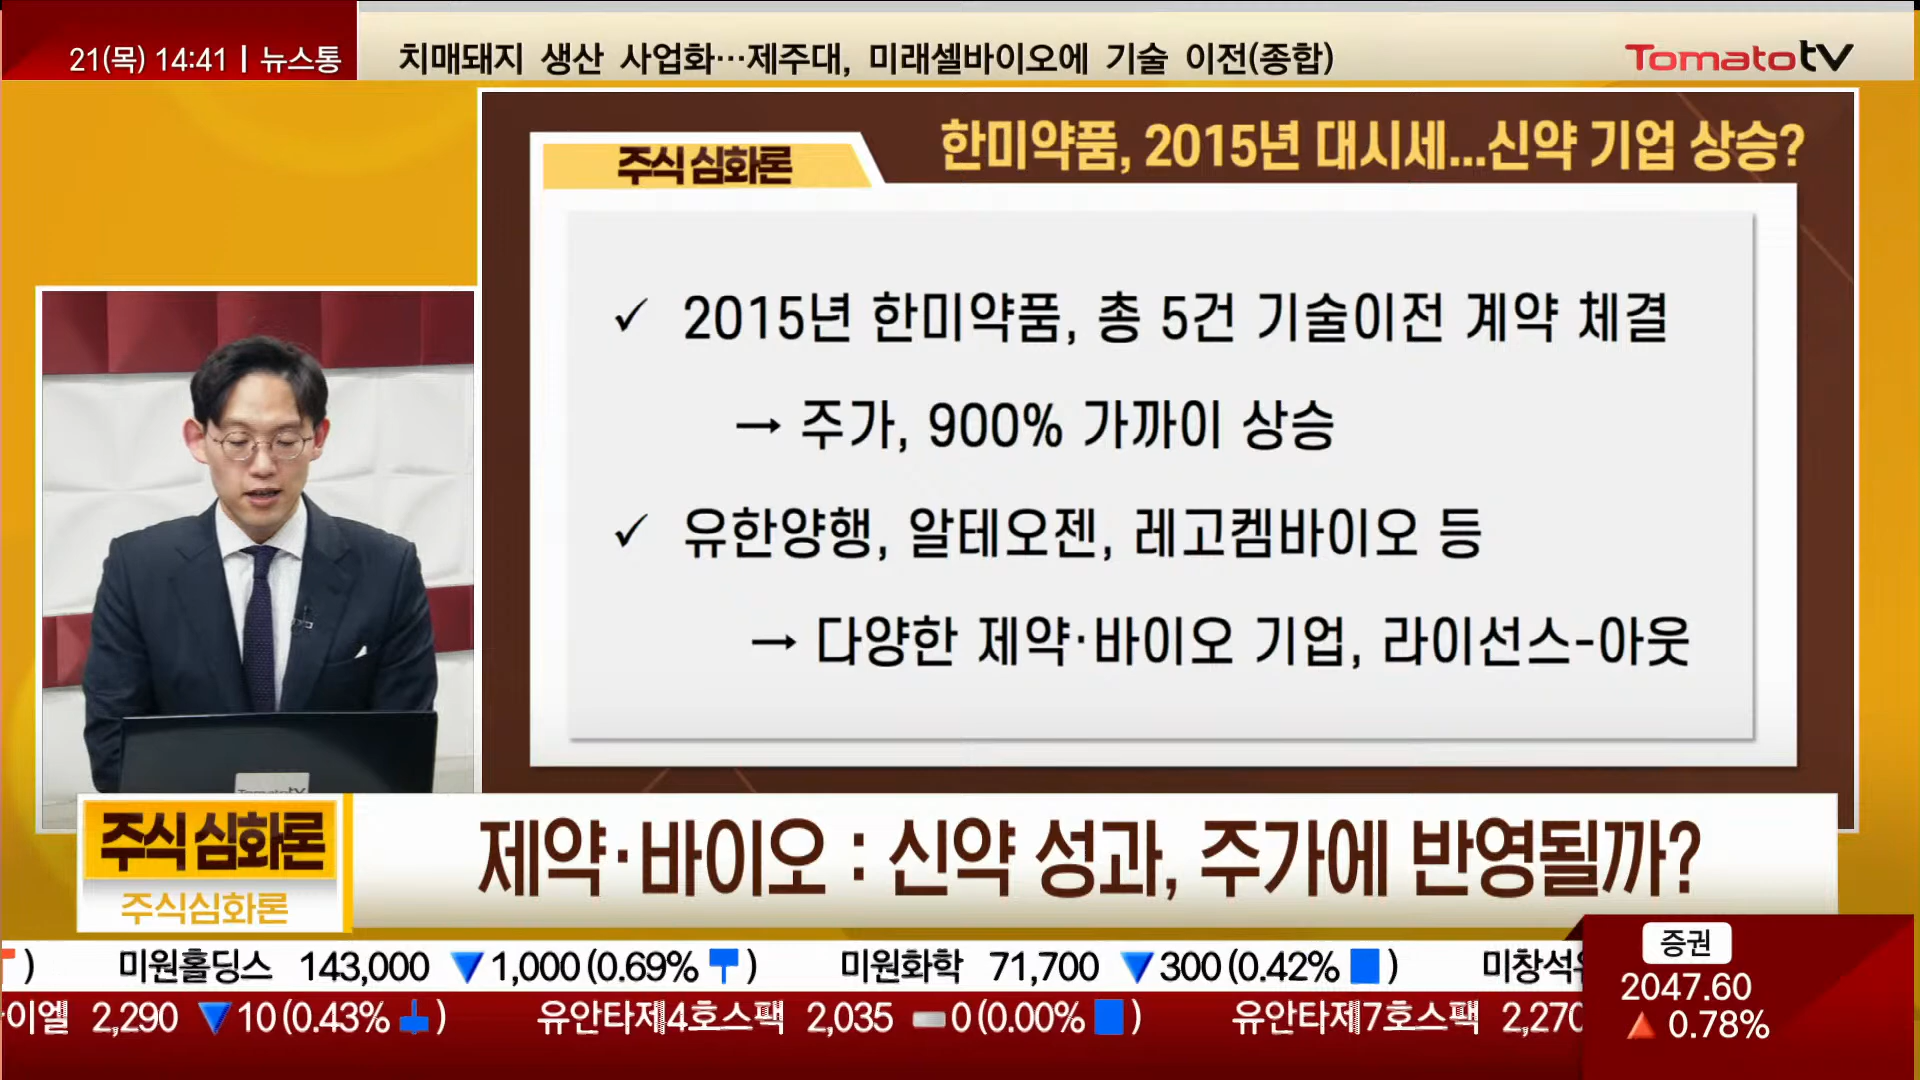 21(목) 14:41 | 뉴스통
치매돼지 생산 사업화…제주대, 미래셀바이오에 기술 이전(종합)
Tomato tv
한미약품, 2015년 대시세...신약 기업 상승?
주식 심화론
✓ 2015년 한미약품, 총 5건 기술이전 계약 체결
→ 주가, 900% 가까이 상승
✓ 유한양행, 알테오젠, 레고켐바이오 등
→ 다양한 제약·바이오 기업, 라이선스-아웃
주식 심화론
주식심화론
제약·바이오 : 신약 성과, 주가에 반영될까?
) 미원홀딩스 143,000 ▼1,000(0.69% ) 미원화학 71,700 ▼300(0.42% ) 미창석유
이엘 2,290 ▼10(0.43% ) 유안타제4호스팩 2,035 0(0.00% ) 유안타제7호스팩 2,270
증권
2047.60
▲ 0.78%